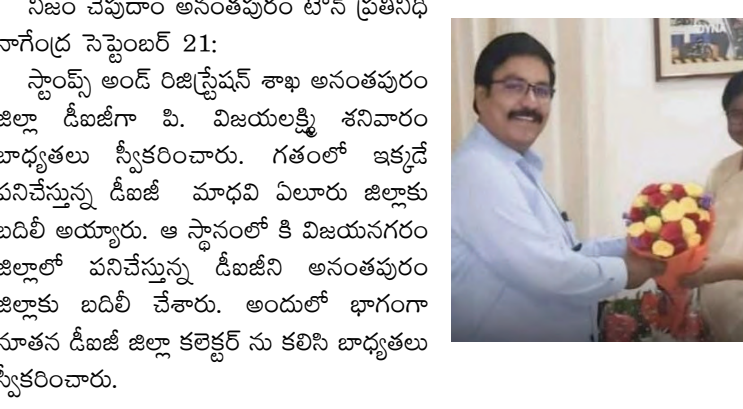 నిజం చెపుదాం అనంతపురం టౌన్ ప్రతినిధి
నాగేంద్ర సెప్టెంబర్ 21:
స్టాంప్స్ అండ్ రిజిస్ట్రేషన్ శాఖ అనంతపురం
జిల్లా డీఐజీగా పి. విజయలక్ష్మి శనివారం
బాధ్యతలు స్వీకరించారు. గతంలో ఇక్కడే
పనిచేస్తున్న డీఐజీ మాధవి ఏలూరు జిల్లాకు
బదిలీ అయ్యారు. ఆ స్థానంలో కి విజయనగరం
జిల్లాలో పనిచేస్తున్న డీఐజీని అనంతపురం
జిల్లాకు బదిలీ చేశారు. అందులో భాగంగా
నూతన డీఐజీ జిల్లా కలెక్టర్ ను కలిసి బాధ్యతలు
స్వీకరించారు.